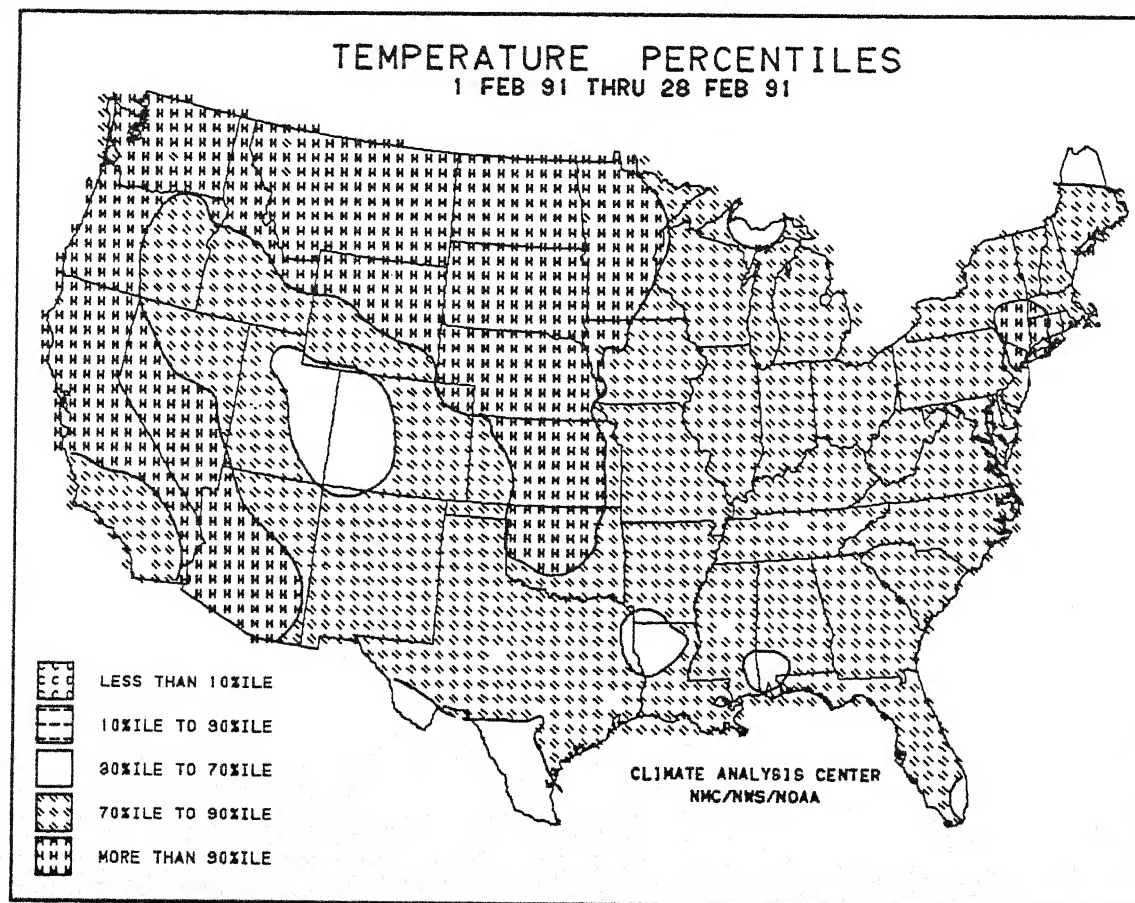 TEMPERATURE PERCENTILES
1 FEB 91 THRU 28 FEB 91
LESS THAN 10%ILE
10%ILE TO 30%ILE
30%ILE TO 70%ILE
70%ILE TO 90%ILE
MORE THAN 90%ILE
CLIMATE ANALYSIS CENTER
NMC/NWS/NOAA